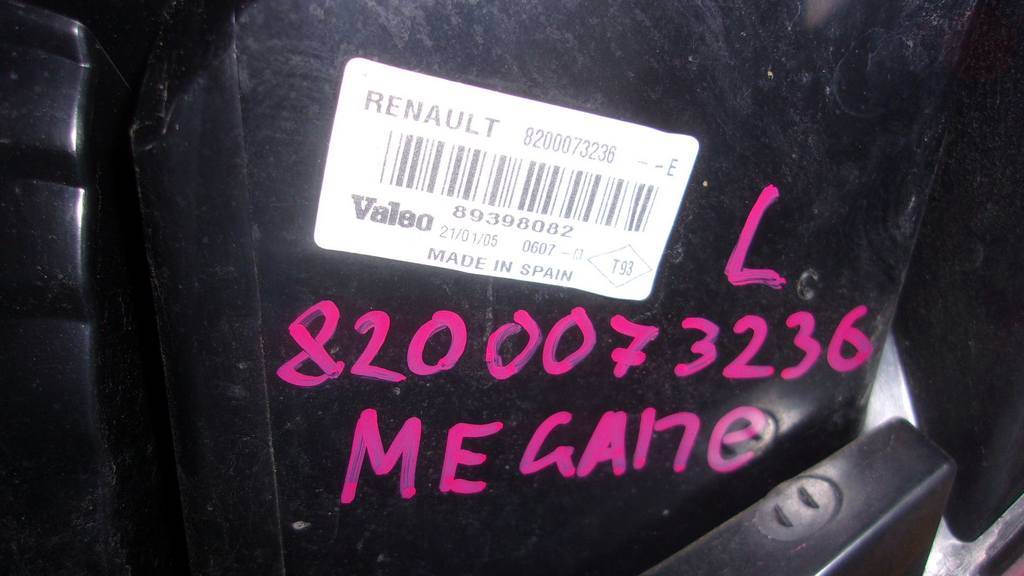 RENAULT 8200073236 --E
89398082
Valeo 21/01/05 0607
MADE IN SPAIN
T93
L
8200073236
MEGANe